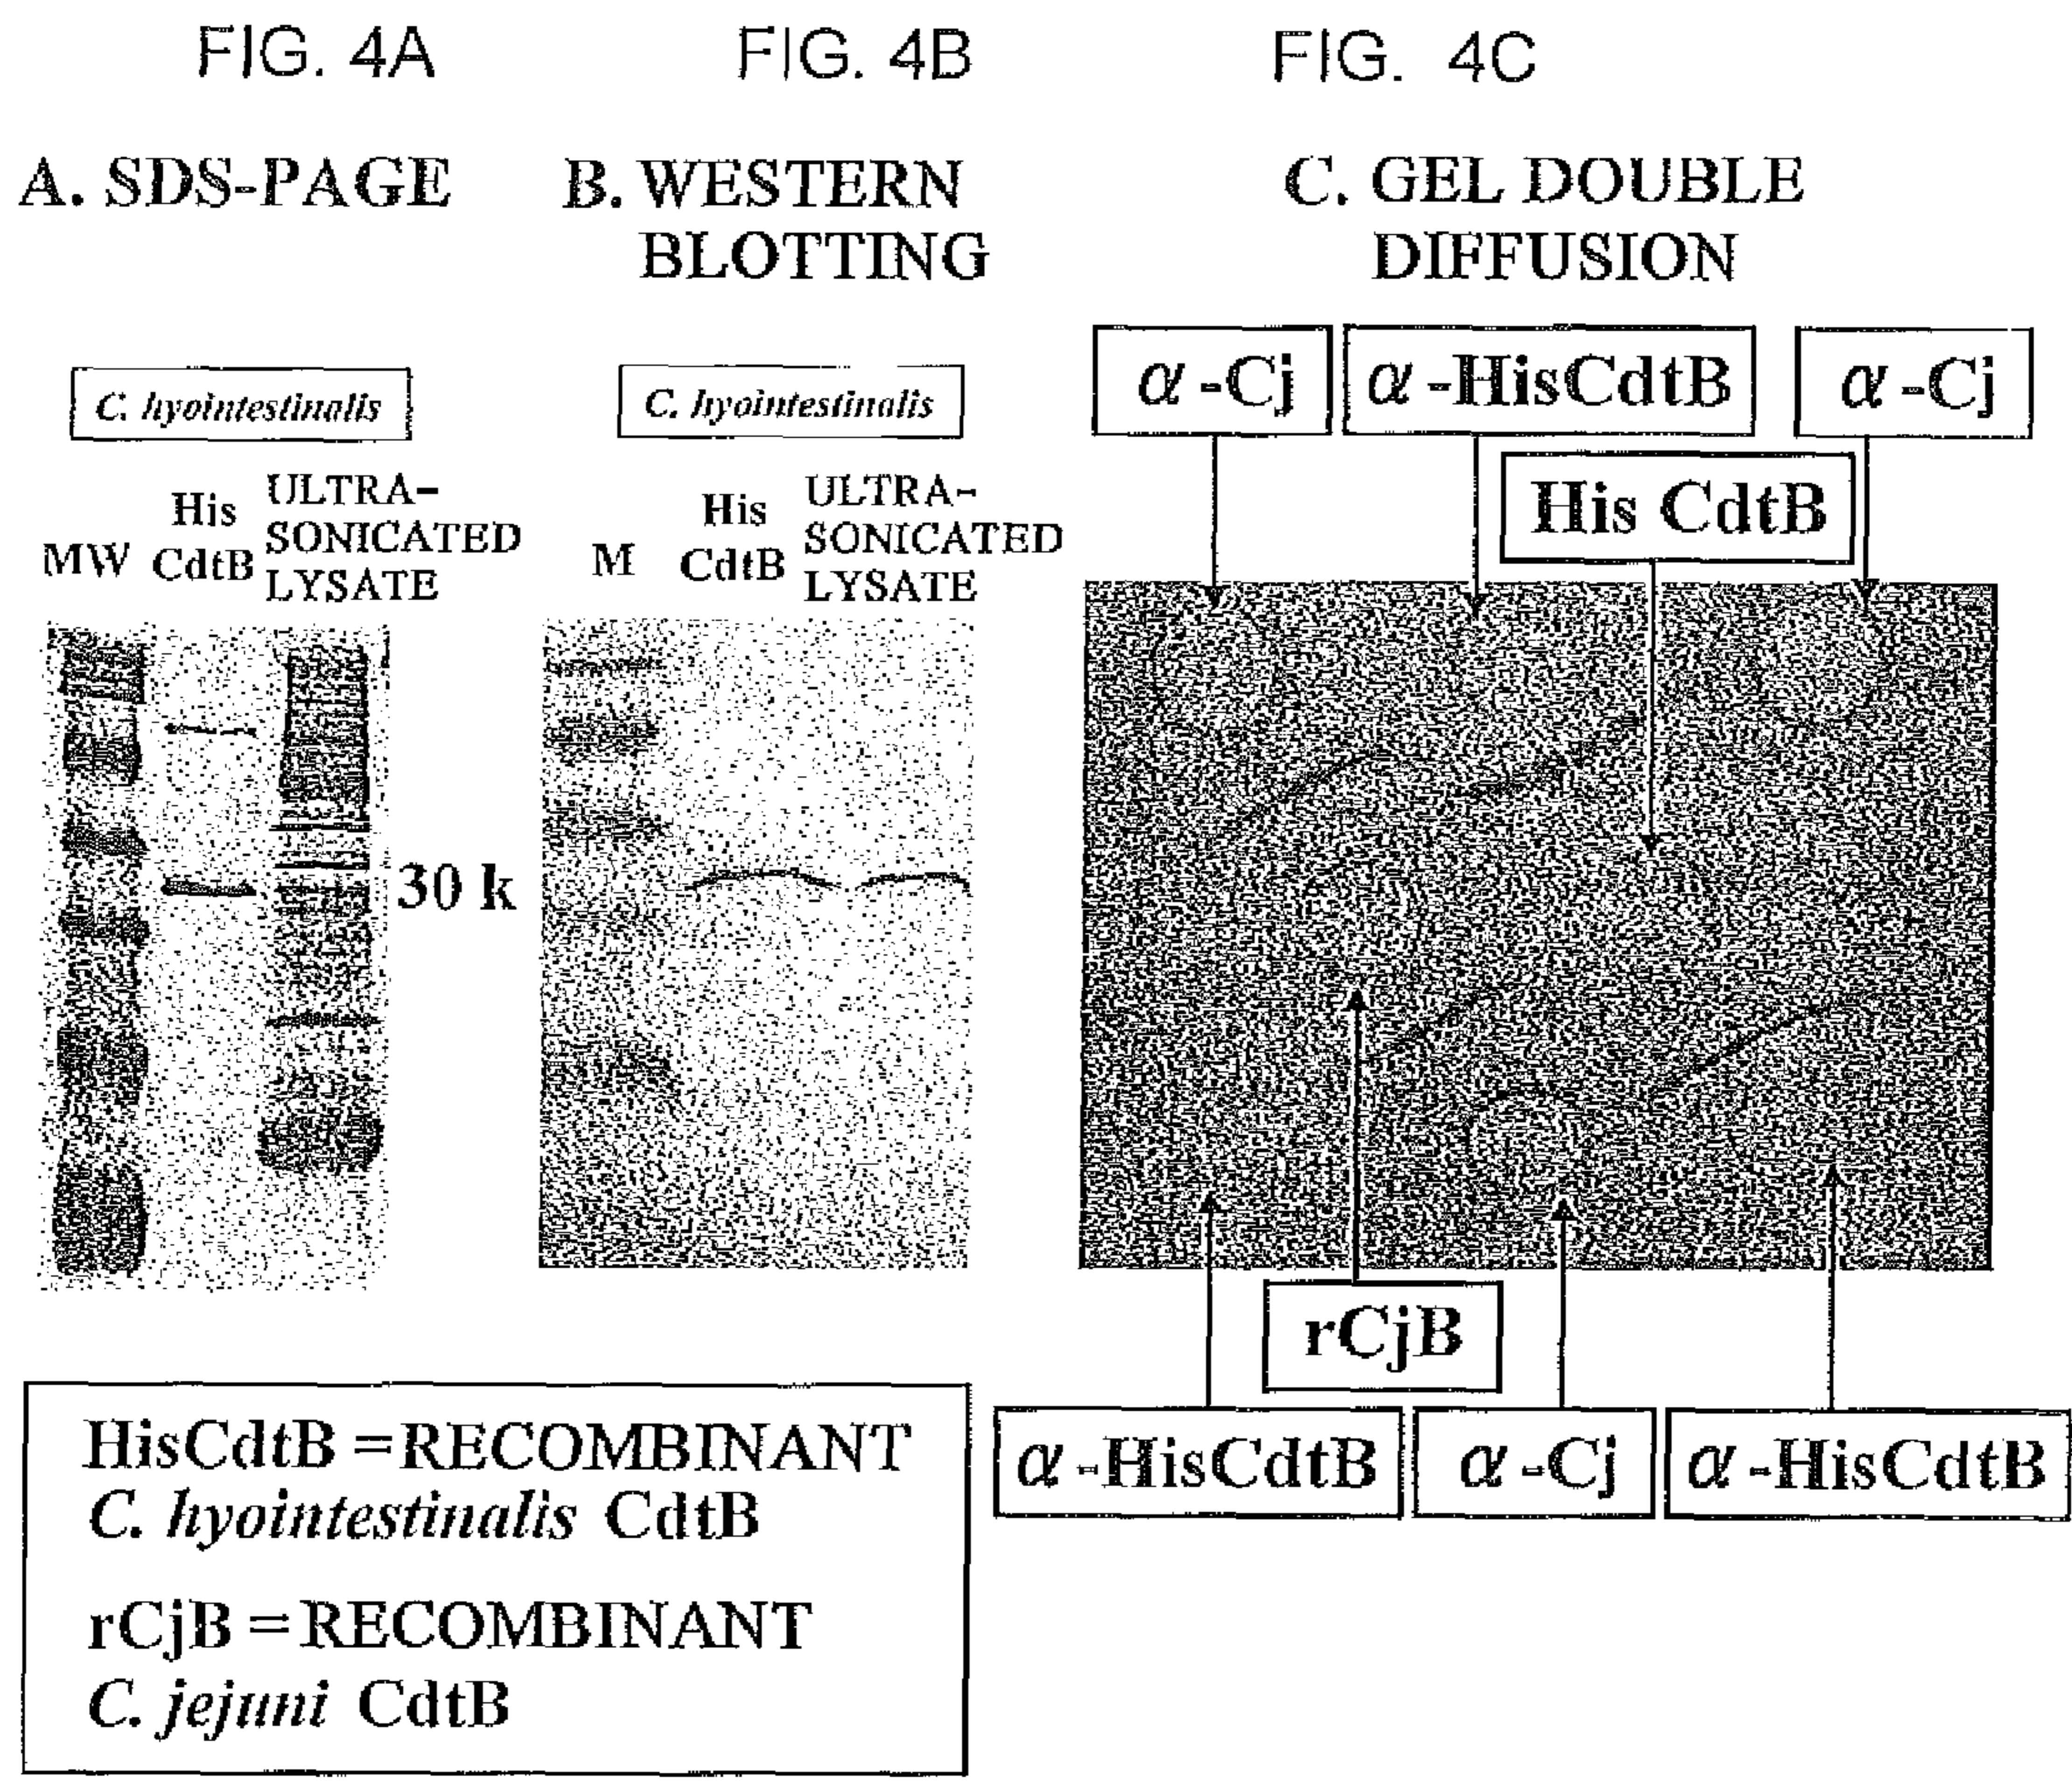 FIG. 4A
FIG. 4B
FIG. 4C
A. SDS-PAGE
B. WESTERN
BLOTTING
C. GEL DOUBLE
DIFFUSION
C. hyointestinalis
MW
His
CdtB
ULTRA-
SONICATED
LYSATE
30 k
C. hyointestinalis
M
His
CdtB
ULTRA-
SONICATED
LYSATE
α-Cj
α-HisCdtB
α-Cj
His CdtB
rCjB
α-HisCdtB
α-Cj
α-HisCdtB
HisCdtB = RECOMBINANT
C. hyointestinalis CdtB
rCjB = RECOMBINANT
C. jejuni CdtB